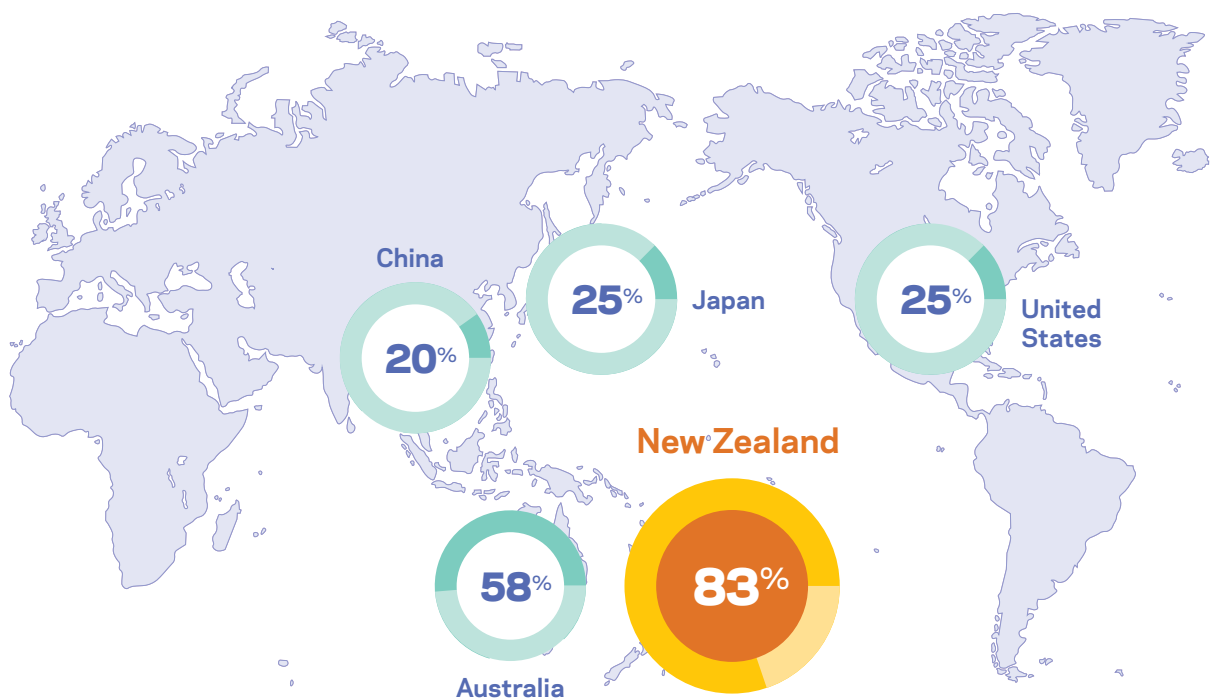 China
20%
25%
Japan
25%
United
States
New Zealand
83%
58%
Australia